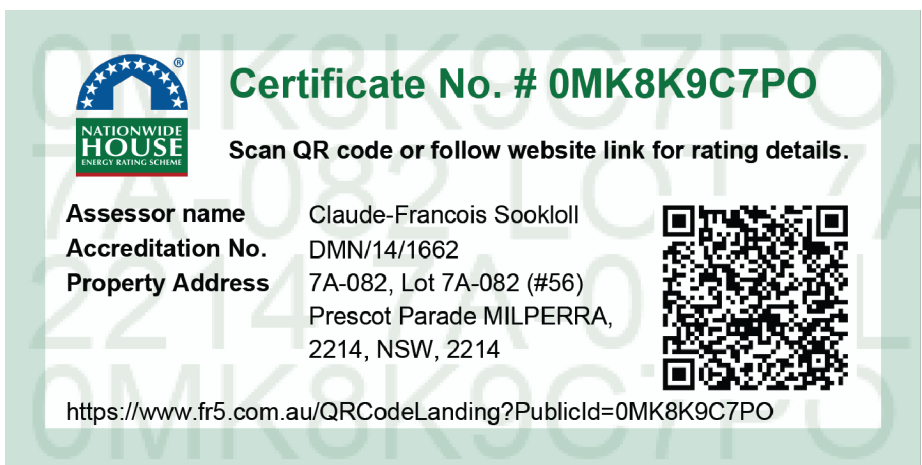 NATIONWIDE
HOUSE
ENERGY RATING SCHEME
®
Certificate No. # 0MK8K9C7PO
Scan QR code or follow website link for rating details.
Assessor name Claude-Francois Sookloll
Accreditation No. DMN/14/1662
Property Address 7A-082, Lot 7A-082 (#56)
Prescot Parade MILPERRA,
2214, NSW, 2214
https://www.fr5.com.au/QRCodeLanding?PublicId=0MK8K9C7PO